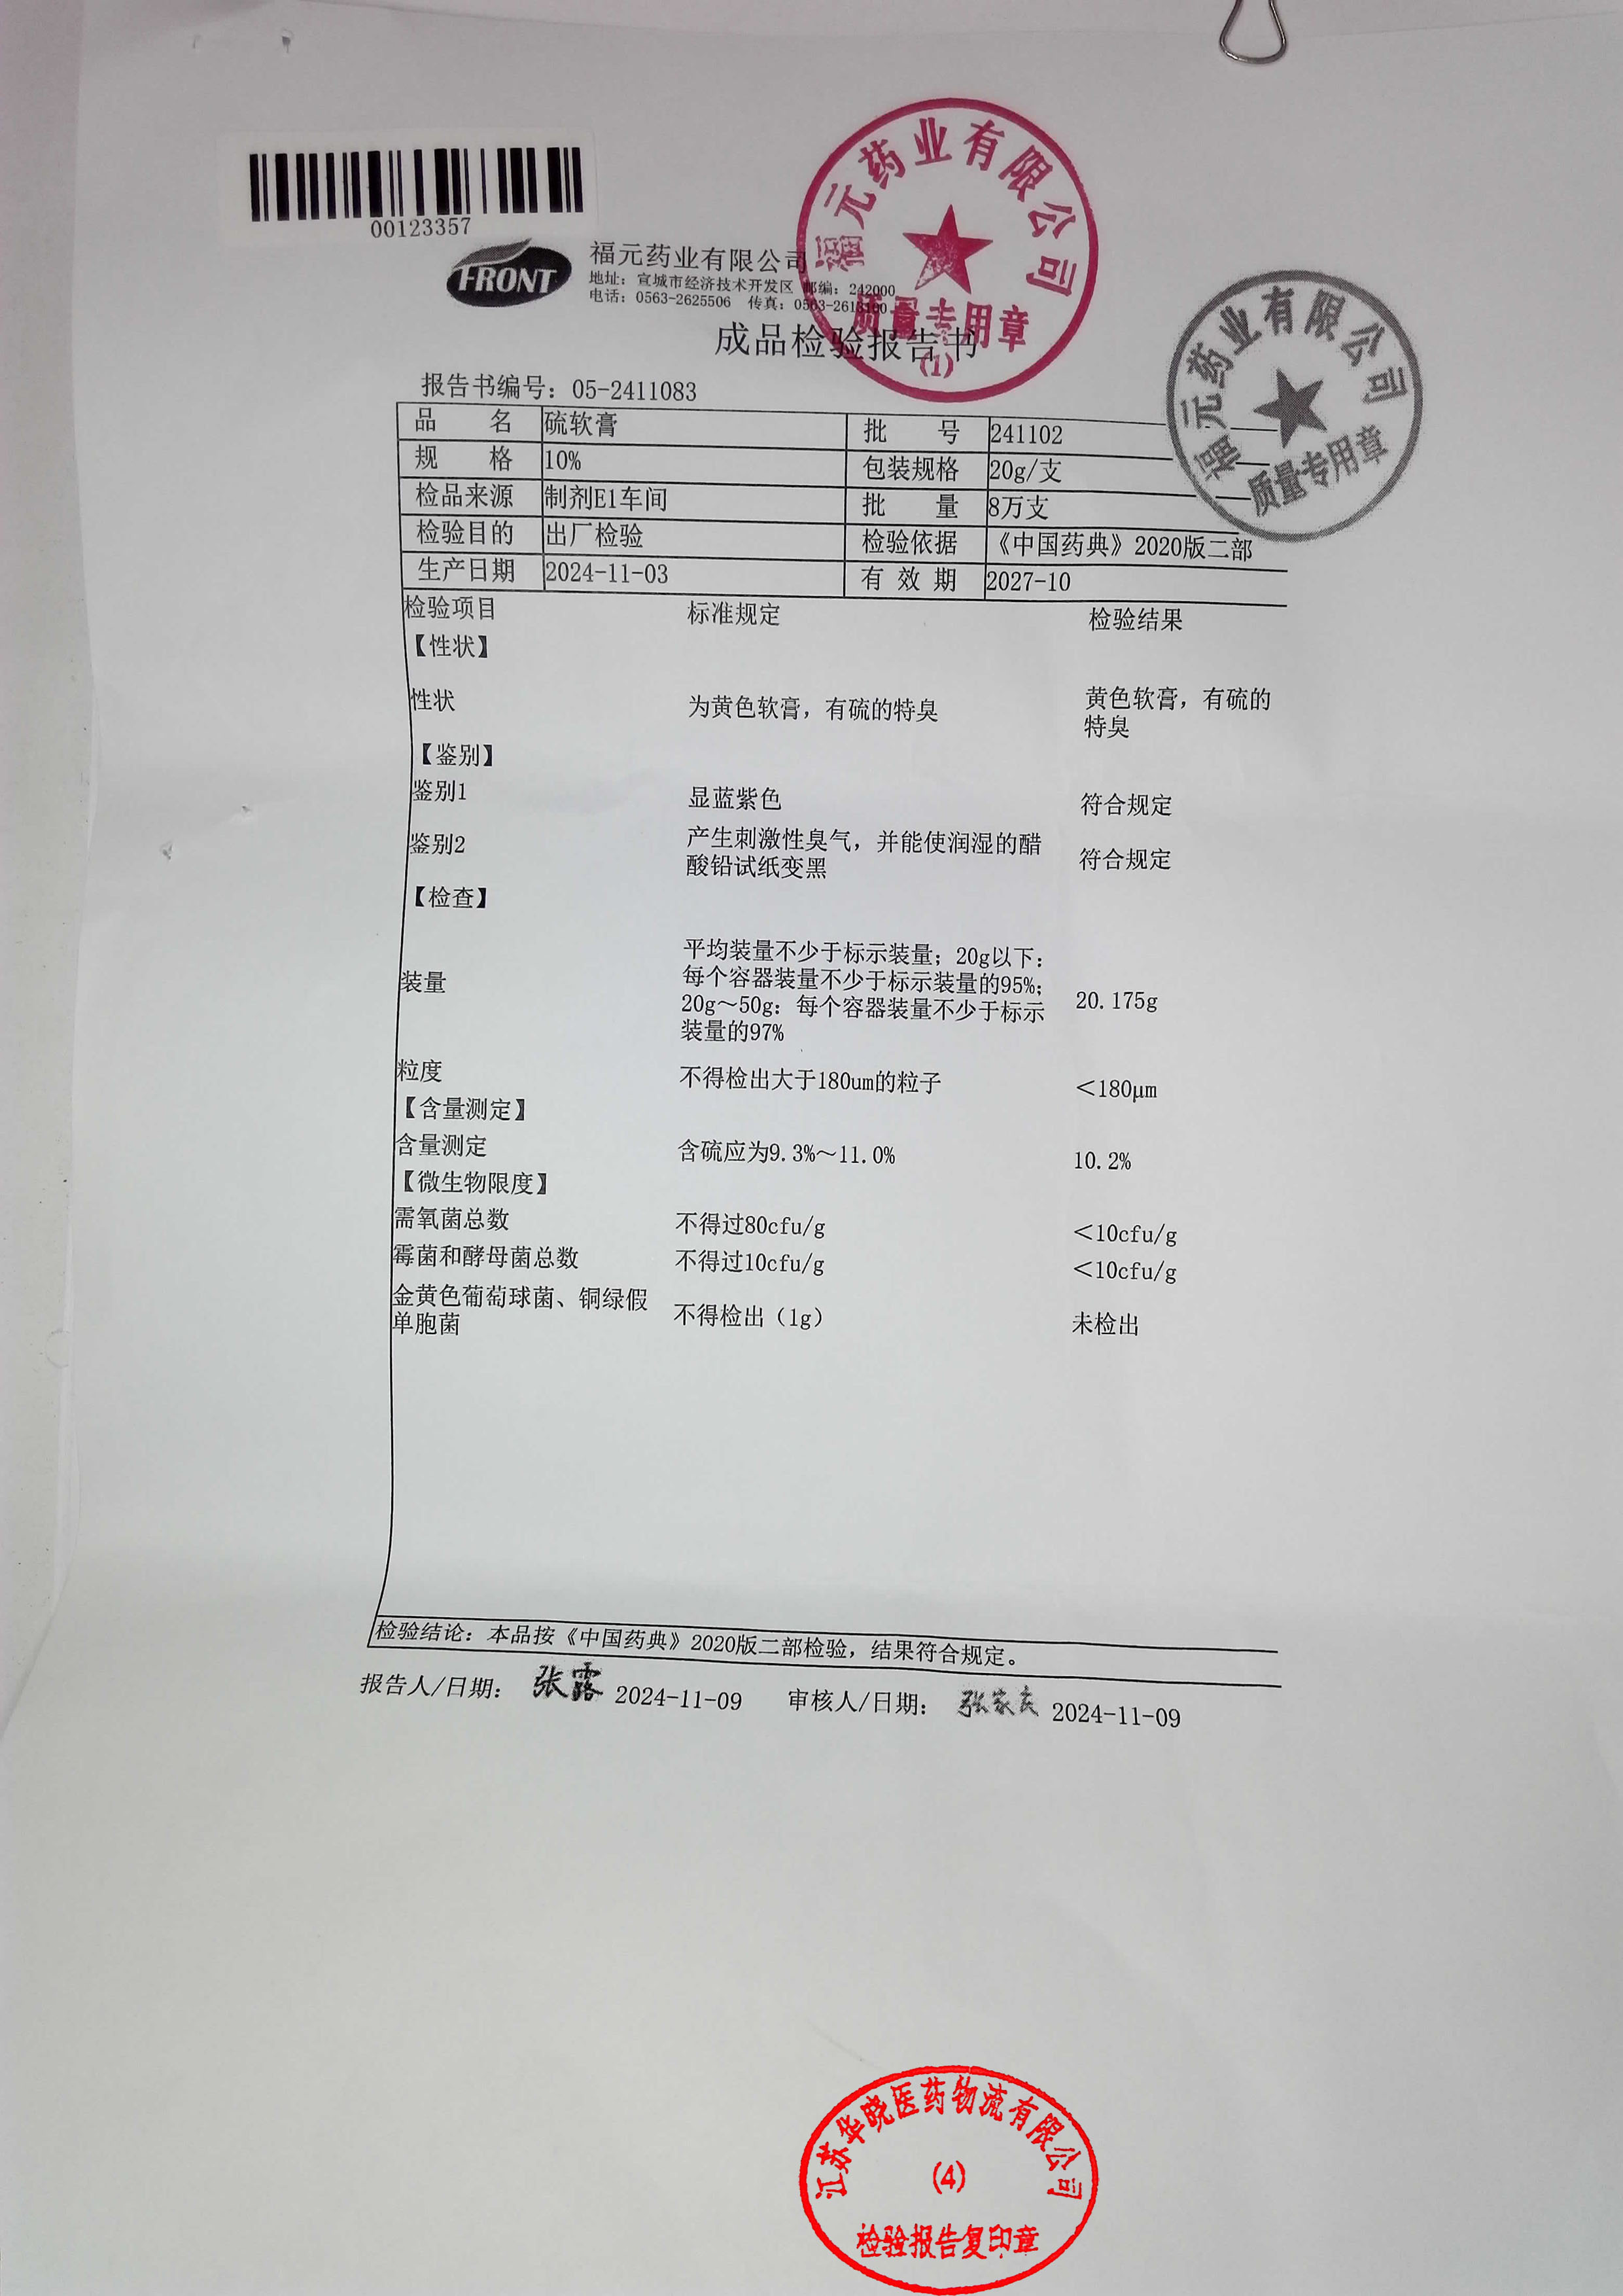 00123357
FRONT
福元药业有限公司
地址：宣城市经济技术开发区 邮编：242000
电话：0563-2625506 传真：0563-2613100
福元药业有限公司
质量专用章
(1)
福元药业有限公司
质量专用章
成品检验报告书
报告书编号：05-2411083
品 名 硫软膏 批 号 241102
规 格 10% 包装规格 20g/支
检品来源 制剂E1车间 批 量 8万支
检验目的 出厂检验 检验依据 《中国药典》2020版二部
生产日期 2024-11-03 有 效 期 2027-10
检验项目 标准规定 检验结果
【性状】
性状 为黄色软膏，有硫的特臭 黄色软膏，有硫的
特臭
【鉴别】
鉴别1 显蓝紫色 符合规定
鉴别2 产生刺激性臭气，并能使润湿的醋
酸铅试纸变黑 符合规定
【检查】
装量 平均装量不少于标示装量；20g以下：
每个容器装量不少于标示装量的95%；
20g～50g：每个容器装量不少于标示
装量的97% 20.175g
粒度 不得检出大于180um的粒子 ＜180μm
【含量测定】
含量测定 含硫应为9.3%～11.0% 10.2%
【微生物限度】
需氧菌总数 不得过80cfu/g ＜10cfu/g
霉菌和酵母菌总数 不得过10cfu/g ＜10cfu/g
金黄色葡萄球菌、铜绿假
单胞菌 不得检出（1g） 未检出
检验结论：本品按《中国药典》2020版二部检验，结果符合规定。
报告人/日期： 张露 2024-11-09 审核人/日期： 2024-11-09
江苏华晓医药物流有限公司
(4)
检验报告复印章